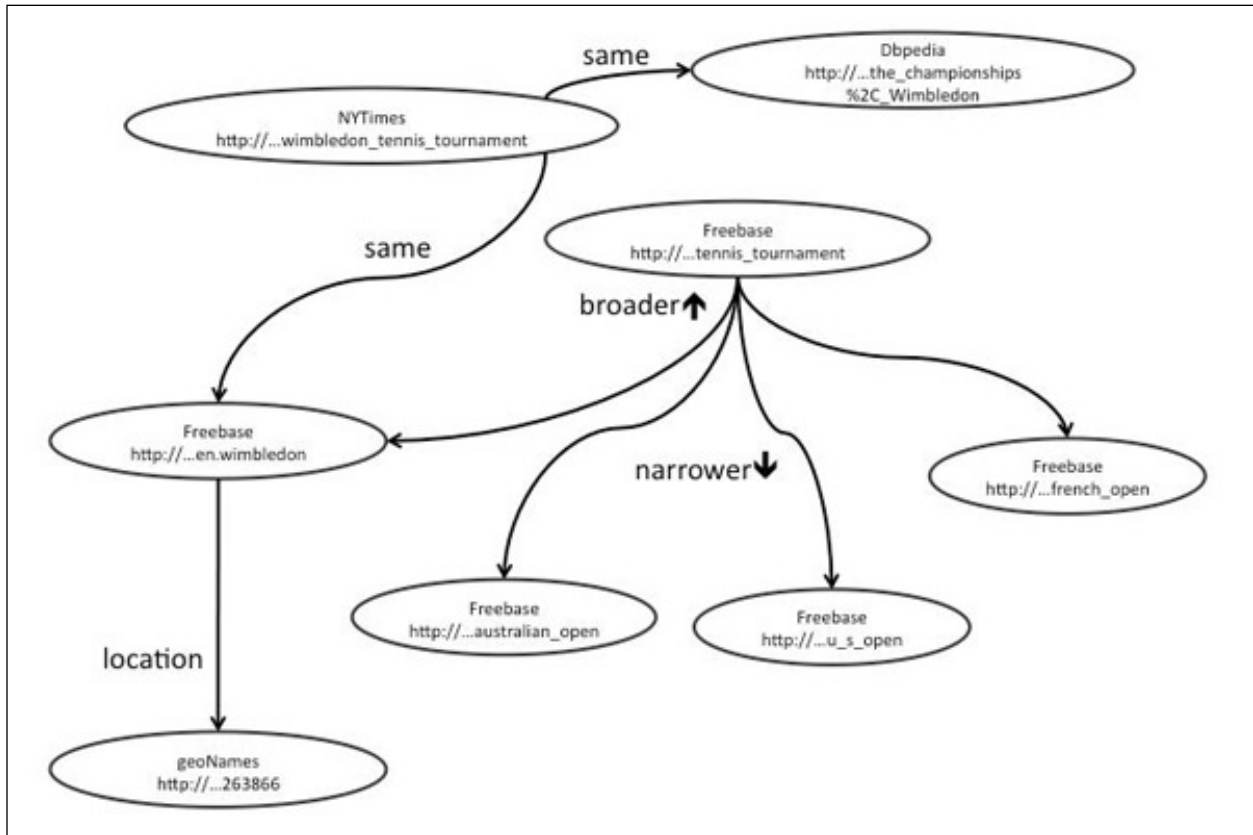 same
Dbpedia
http://...the_championships
%2C_Wimbledon
NYTimes
http://...wimbledon_tennis_tournament
same
Freebase
http://...tennis_tournament
broader↑
Freebase
http://...en.wimbledon
narrower↓
Freebase
http://...french_open
Freebase
http://...australian_open
Freebase
http://...u_s_open
location
geoNames
http://...263866